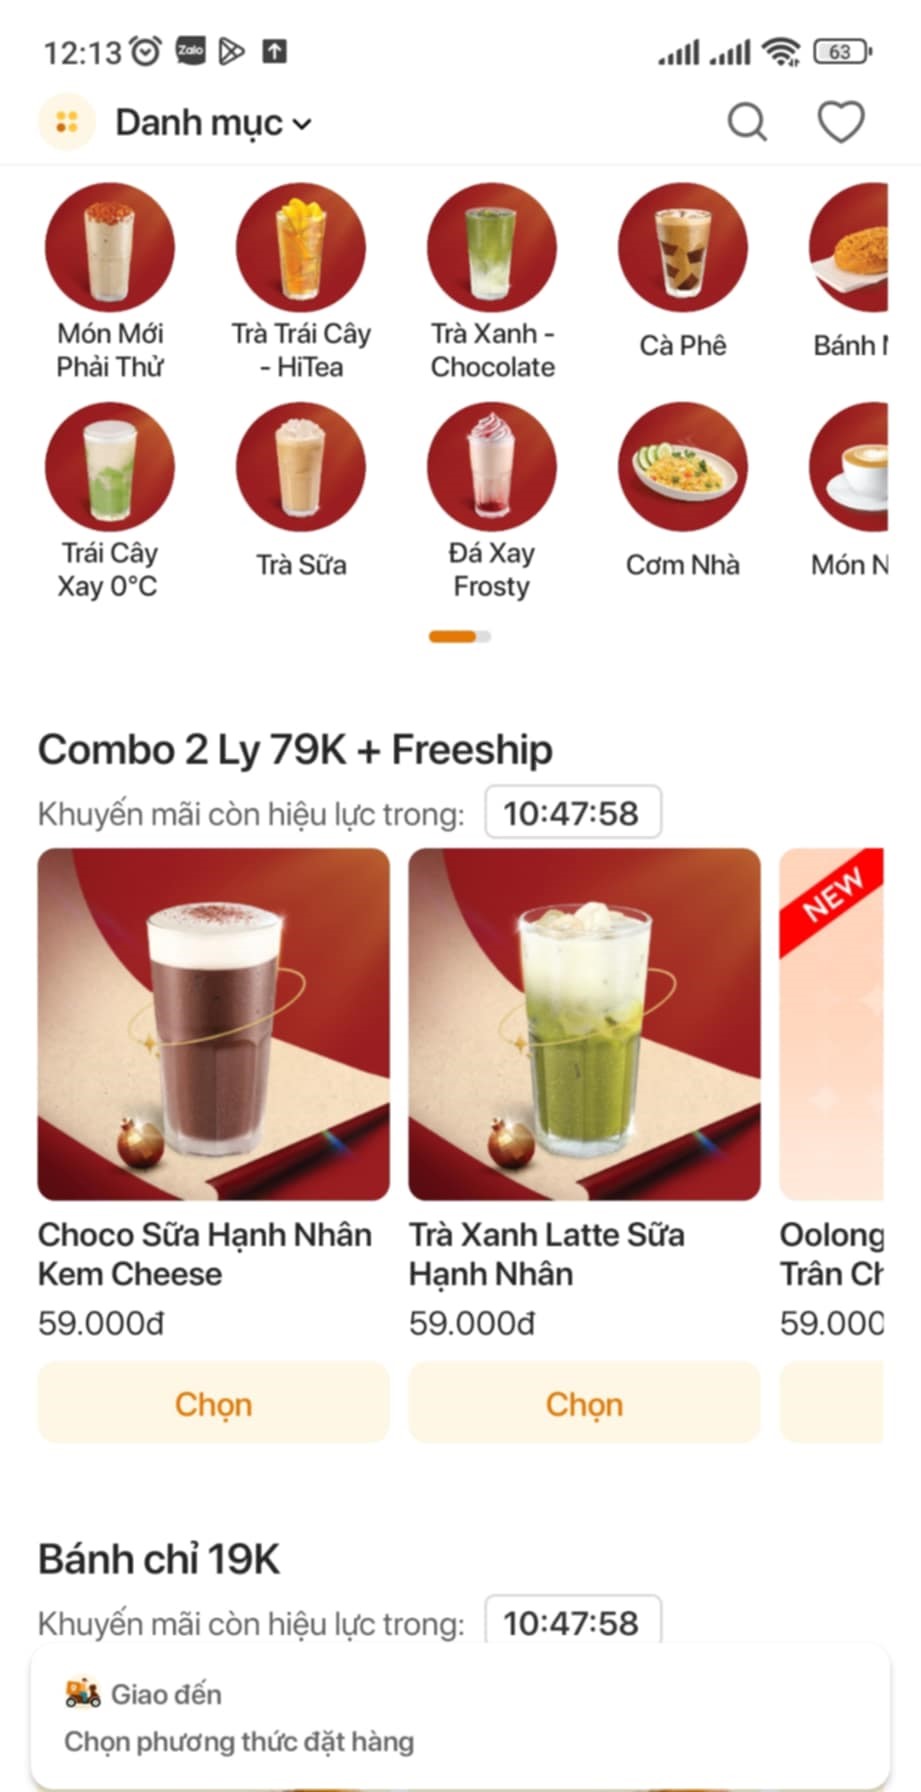 12:13 Zalo 63
Danh mục
Món Mới
Phải Thử
Trà Trái Cây
- HiTea
Trà Xanh -
Chocolate
Cà Phê
Bánh
Trái Cây
Xay 0°C
Trà Sữa
Đá Xay
Frosty
Cơm Nhà
Món N
Combo 2 Ly 79K + Freeship
Khuyến mãi còn hiệu lực trong: 10:47:58
NEW
Choco Sữa Hạnh Nhân
Kem Cheese
59.000đ
Chọn
Trà Xanh Latte Sữa
Hạnh Nhân
59.000đ
Chọn
Oolong
Trân Ch
59.000
Bánh chỉ 19K
Khuyến mãi còn hiệu lực trong: 10:47:58
Giao đến
Chọn phương thức đặt hàng